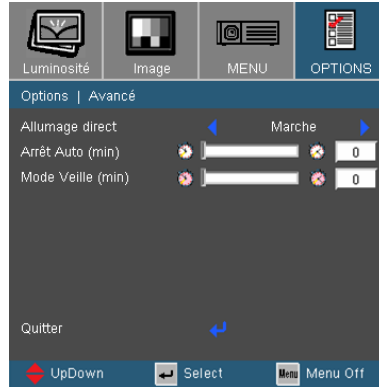 Luminosité Image MENU OPTIONS
Options | Avancé
Allumage direct Marche
Arrêt Auto (min) 0
Mode Veille (min) 0
Quitter
UpDown Select Menu Menu Off